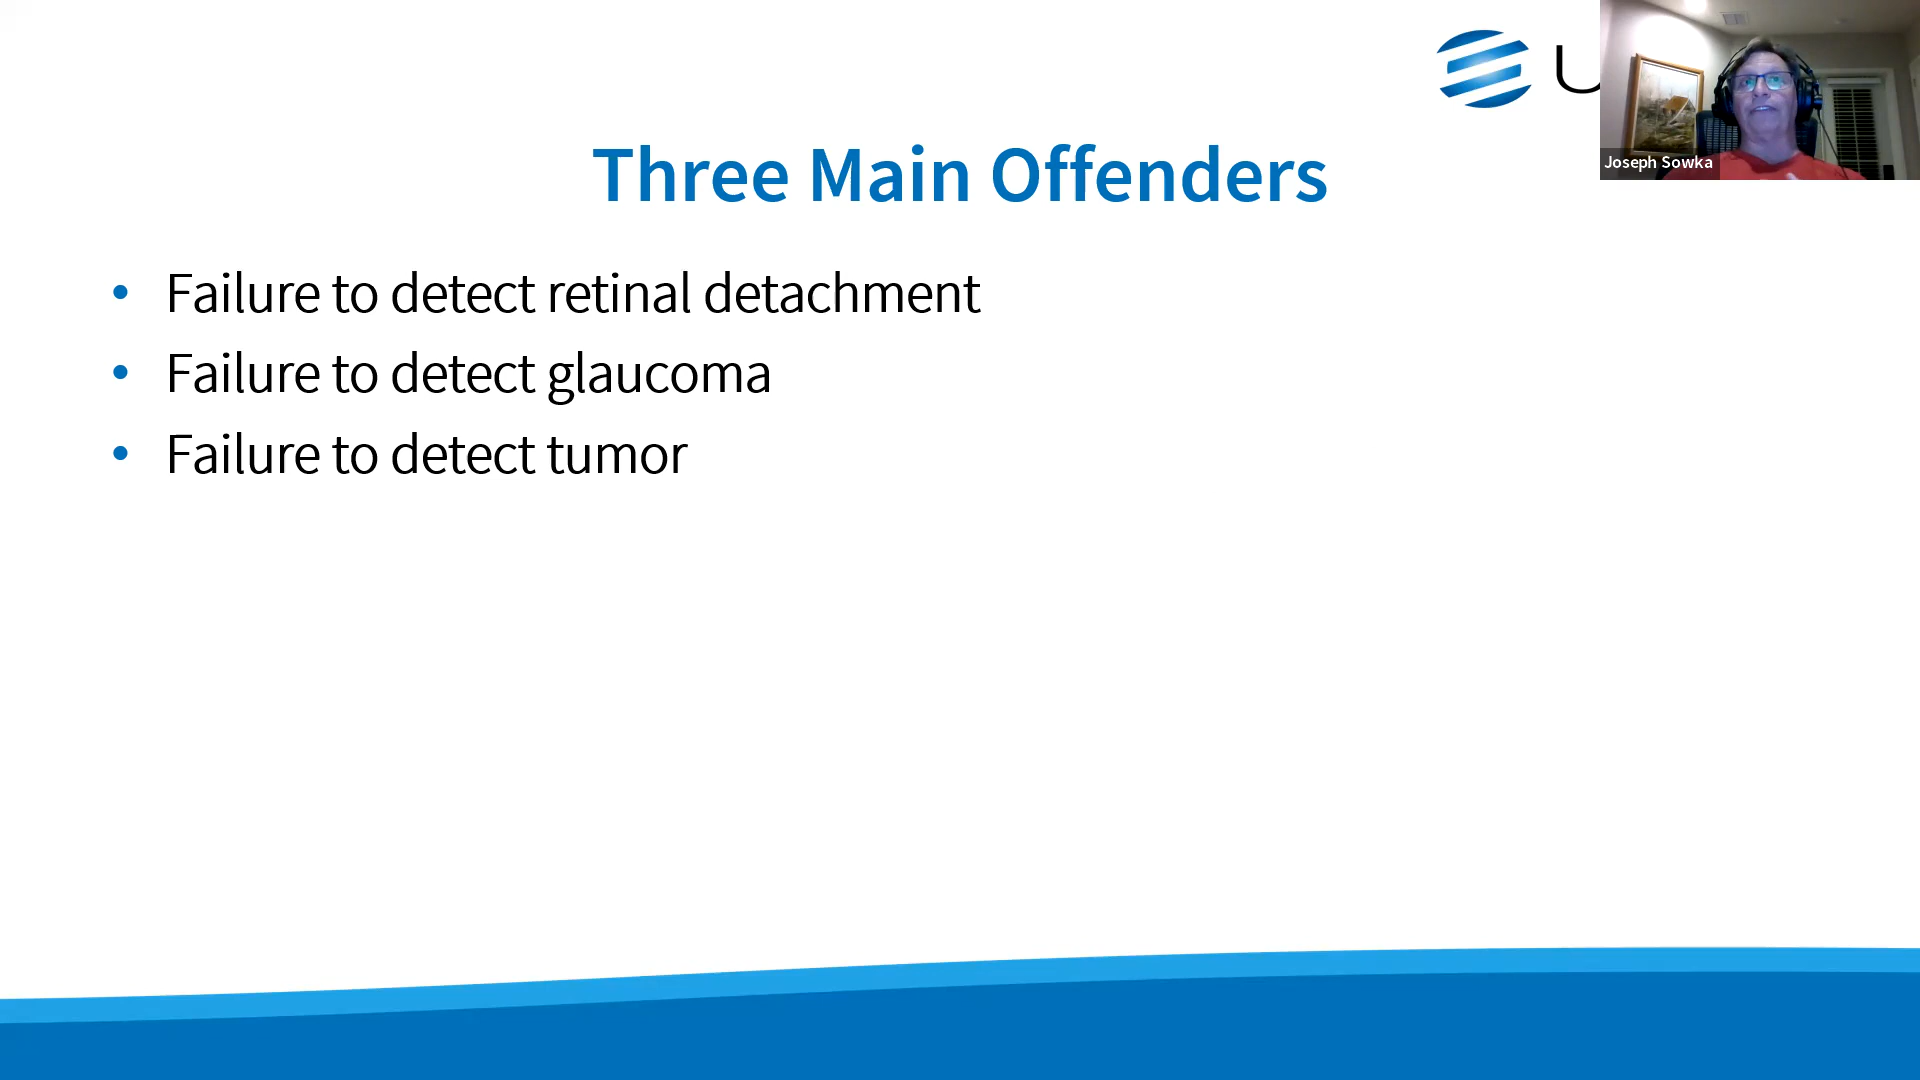 Three Main Offenders
Joseph Sowka
• Failure to detect retinal detachment
• Failure to detect glaucoma
• Failure to detect tumor